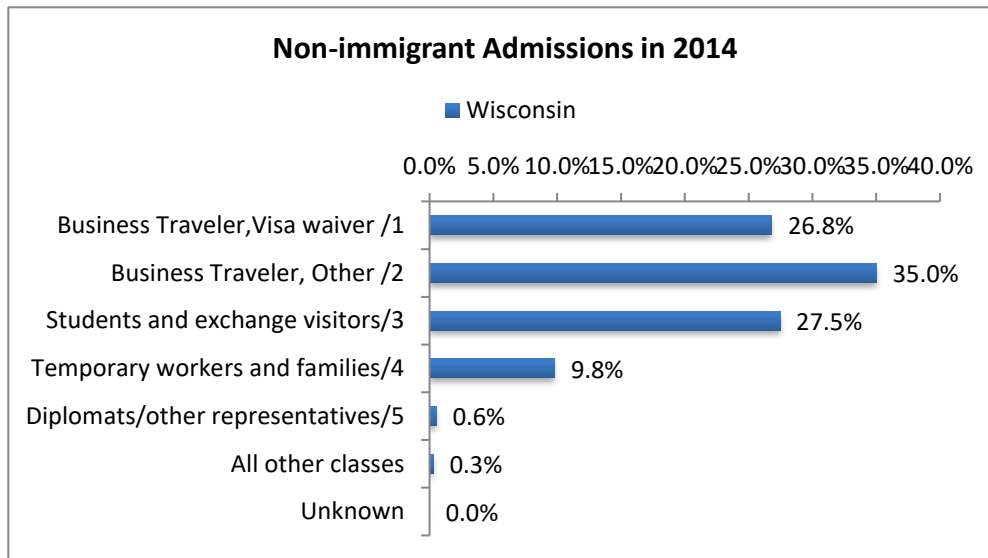 Non-immigrant Admissions in 2014
Wisconsin
0.0% 5.0% 10.0% 15.0% 20.0% 25.0% 30.0% 35.0% 40.0%
Business Traveler,Visa waiver /1 26.8%
Business Traveler, Other /2 35.0%
Students and exchange visitors/3 27.5%
Temporary workers and families/4 9.8%
Diplomats/other representatives/5 0.6%
All other classes 0.3%
Unknown 0.0%